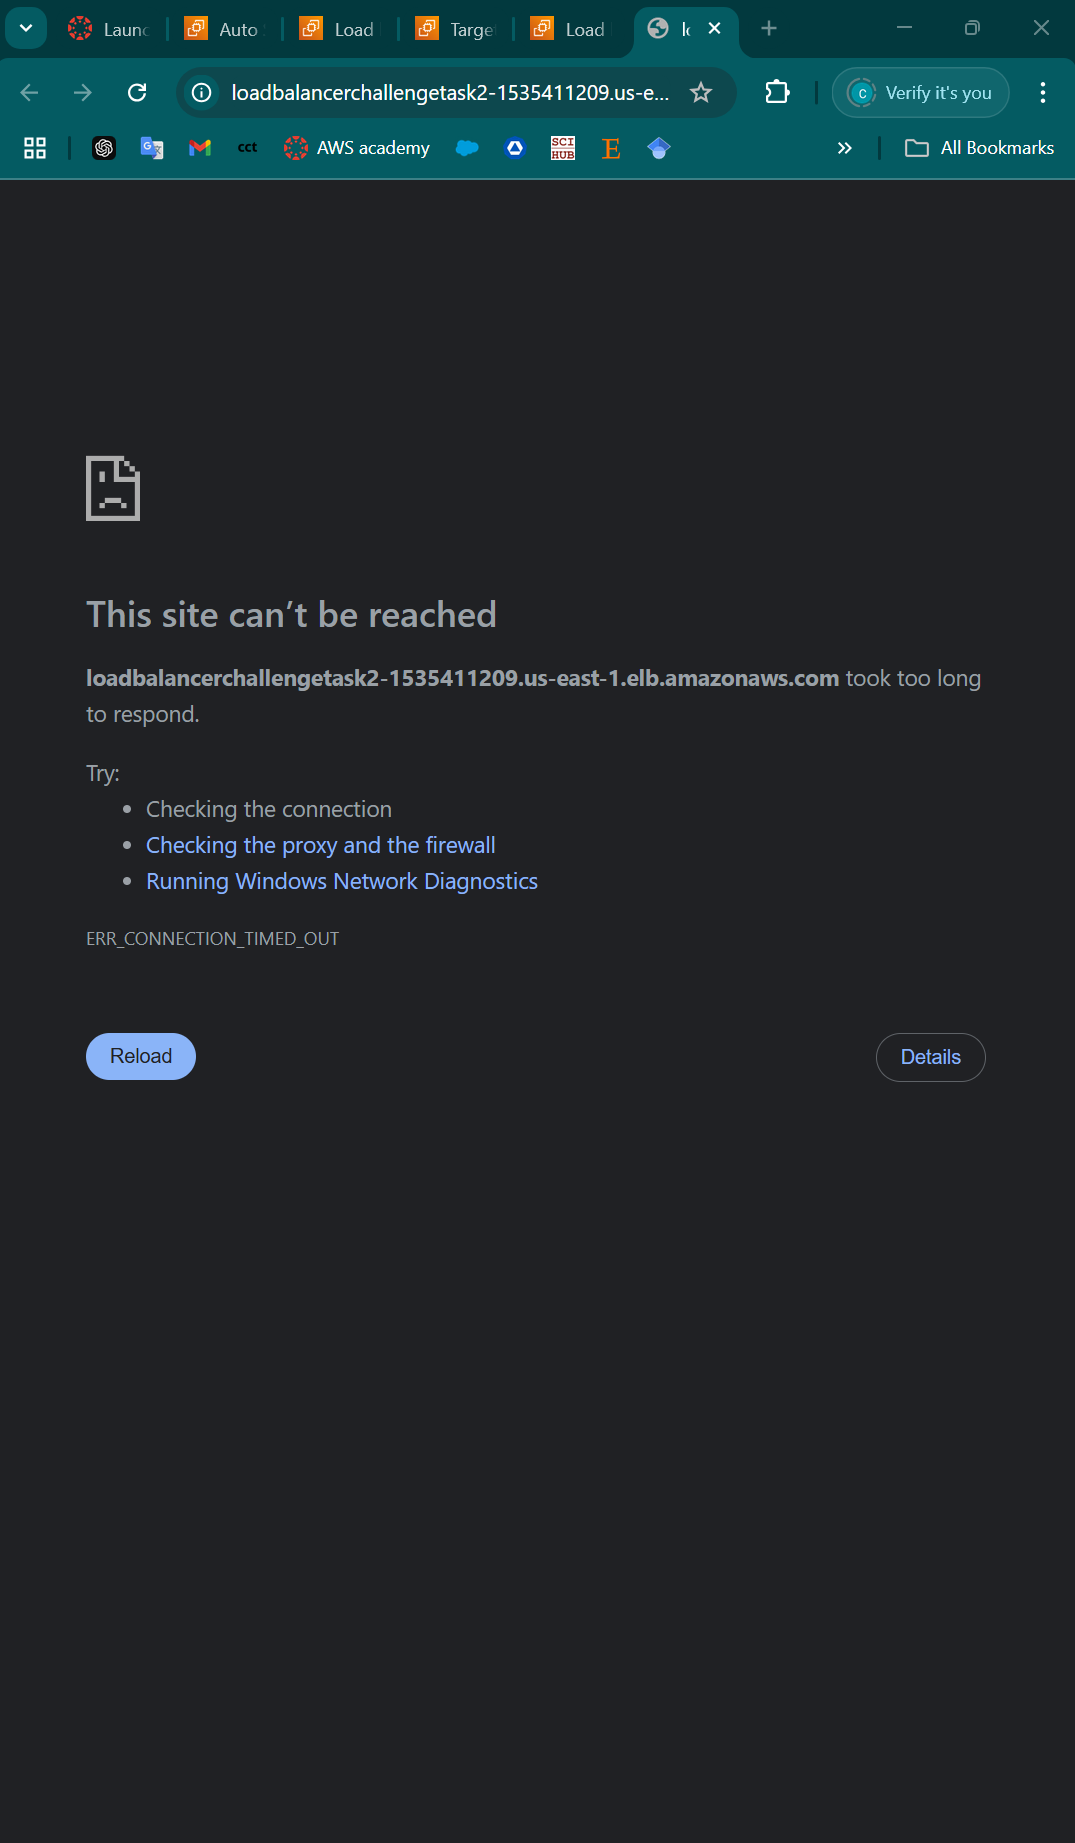 Launc
Auto S
Load
Targe
Load
lo
loadbalancerchallengetask2-1535411209.us-e...
Verify it's you
cct
AWS academy
SCI
HUB
E
All Bookmarks
This site can’t be reached
loadbalancerchallengetask2-1535411209.us-east-1.elb.amazonaws.com took too long
to respond.
Try:
Checking the connection
Checking the proxy and the firewall
Running Windows Network Diagnostics
ERR_CONNECTION_TIMED_OUT
Reload
Details